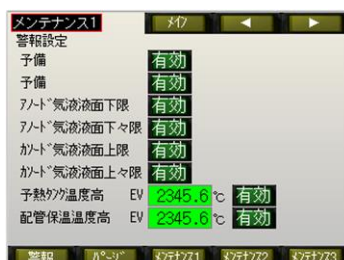 メンテナンス1 ﾒｲﾝ
警報設定
予備 有効
予備 有効
ｱﾉｰﾄﾞ気液液面下限 有効
ｱﾉｰﾄﾞ気液液面下々限 有効
ｶｿｰﾄﾞ気液液面上限 有効
ｶｿｰﾄﾞ気液液面上々限 有効
予熱ﾀﾝｸ温度高 EV 2345.6 ℃ 有効
配管保温温度高 EV 2345.6 ℃ 有効
警報 ﾊﾟｰｼﾞ ﾒﾝﾃﾅﾝｽ1 ﾒﾝﾃﾅﾝｽ2 ﾒﾝﾃﾅﾝｽ3